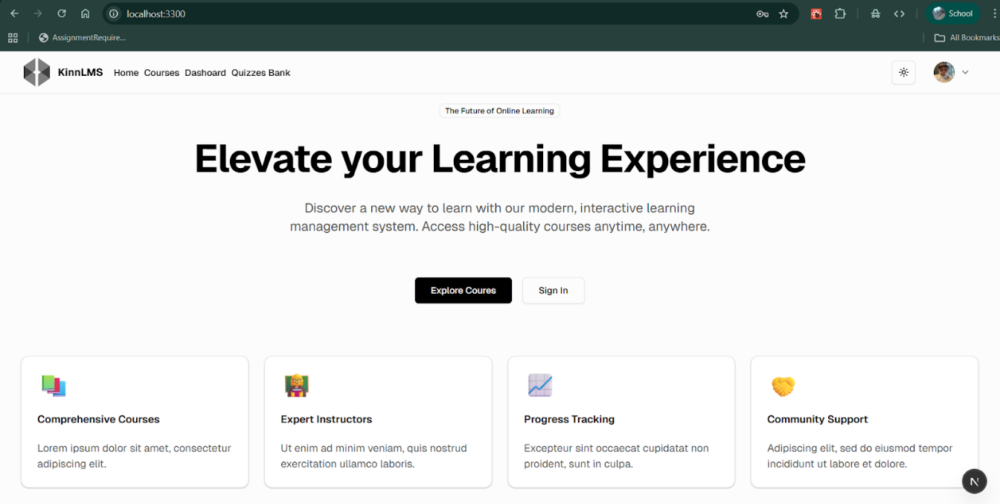 localhost:3300
School
AssignmentRequire...
All Bookmarks
KinnLMS Home Courses Dashoard Quizzes Bank
The Future of Online Learning
Elevate your Learning Experience
Discover a new way to learn with our modern, interactive learning
management system. Access high-quality courses anytime, anywhere.
Explore Coures
Sign In
Comprehensive Courses
Lorem ipsum dolor sit amet, consectetur
adipiscing elit.
Expert Instructors
Ut enim ad minim veniam, quis nostrud
exercitation ullamco laboris.
Progress Tracking
Excepteur sint occaecat cupidatat non
proident, sunt in culpa.
Community Support
Adipiscing elit, sed do eiusmod tempor
incididunt ut labore et dolore.
N